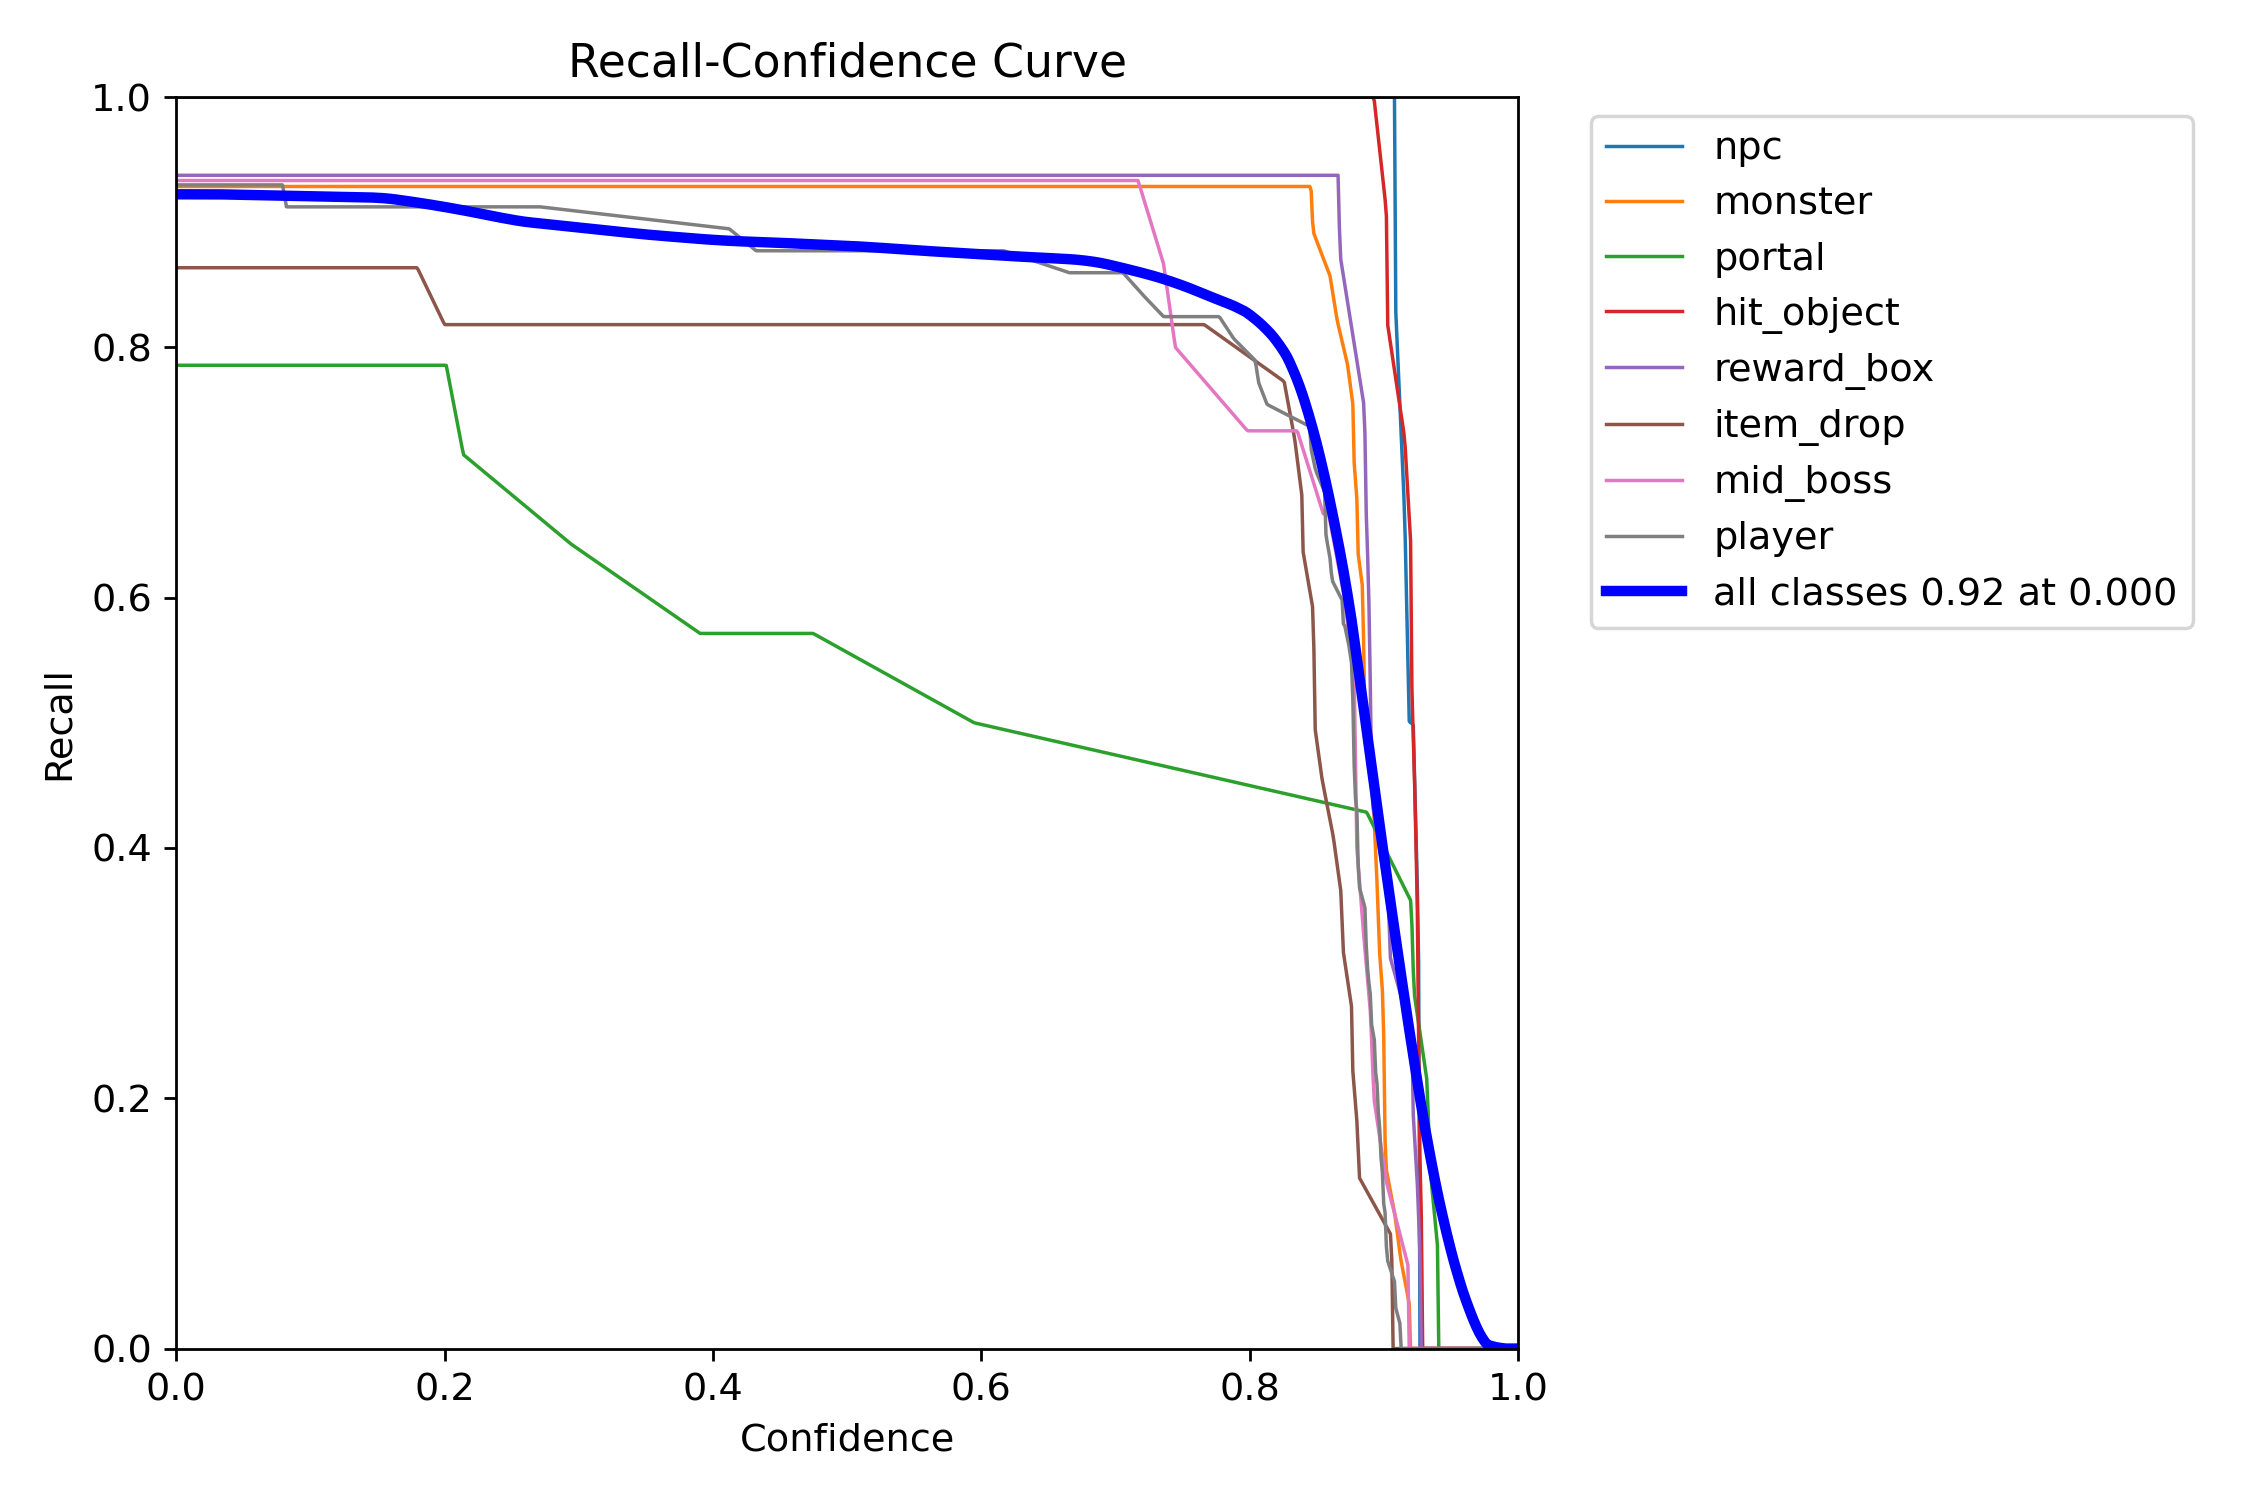 Recall-Confidence Curve
1.0
0.8
0.6
0.4
0.2
0.0
Recall
0.0 0.2 0.4 0.6 0.8 1.0
Confidence
npc
monster
portal
hit_object
reward_box
item_drop
mid_boss
player
all classes 0.92 at 0.000